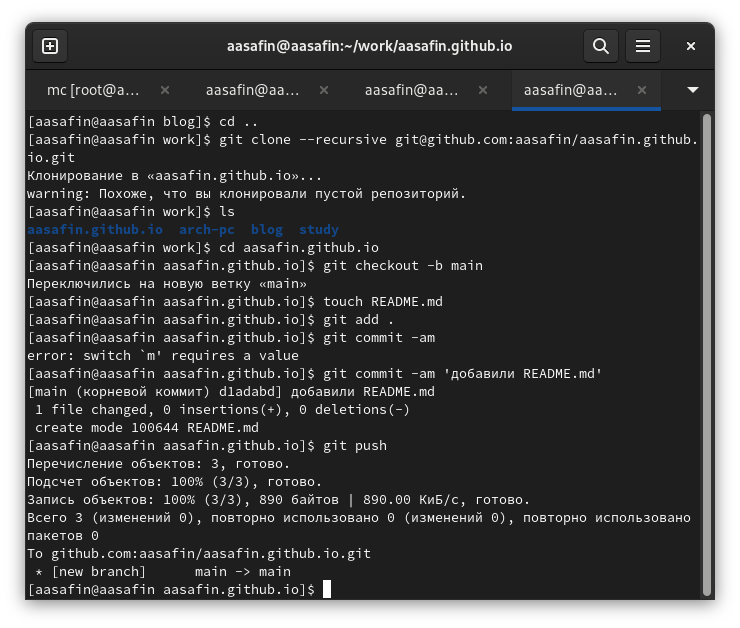 aasafin@aasafin:~/work/aasafin.github.io
mc [root@a... aasafin@aa... aasafin@aa... aasafin@aa...
[aasafin@aasafin blog]$ cd ..
[aasafin@aasafin work]$ git clone --recursive git@github.com:aasafin/aasafin.github.
io.git
Клонирование в «aasafin.github.io»...
warning: Похоже, что вы клонировали пустой репозиторий.
[aasafin@aasafin work]$ ls
aasafin.github.io  arch-pc  blog  study
[aasafin@aasafin work]$ cd aasafin.github.io
[aasafin@aasafin aasafin.github.io]$ git checkout -b main
Переключились на новую ветку «main»
[aasafin@aasafin aasafin.github.io]$ touch README.md
[aasafin@aasafin aasafin.github.io]$ git add .
[aasafin@aasafin aasafin.github.io]$ git commit -am
error: switch `m' requires a value
[aasafin@aasafin aasafin.github.io]$ git commit -am 'добавили README.md'
[main (корневой коммит) d1adabd] добавили README.md
 1 file changed, 0 insertions(+), 0 deletions(-)
 create mode 100644 README.md
[aasafin@aasafin aasafin.github.io]$ git push
Перечисление объектов: 3, готово.
Подсчет объектов: 100% (3/3), готово.
Запись объектов: 100% (3/3), 890 байтов | 890.00 КиБ/с, готово.
Всего 3 (изменений 0), повторно использовано 0 (изменений 0), повторно использовано
пакетов 0
To github.com:aasafin/aasafin.github.io.git
 * [new branch]      main -> main
[aasafin@aasafin aasafin.github.io]$